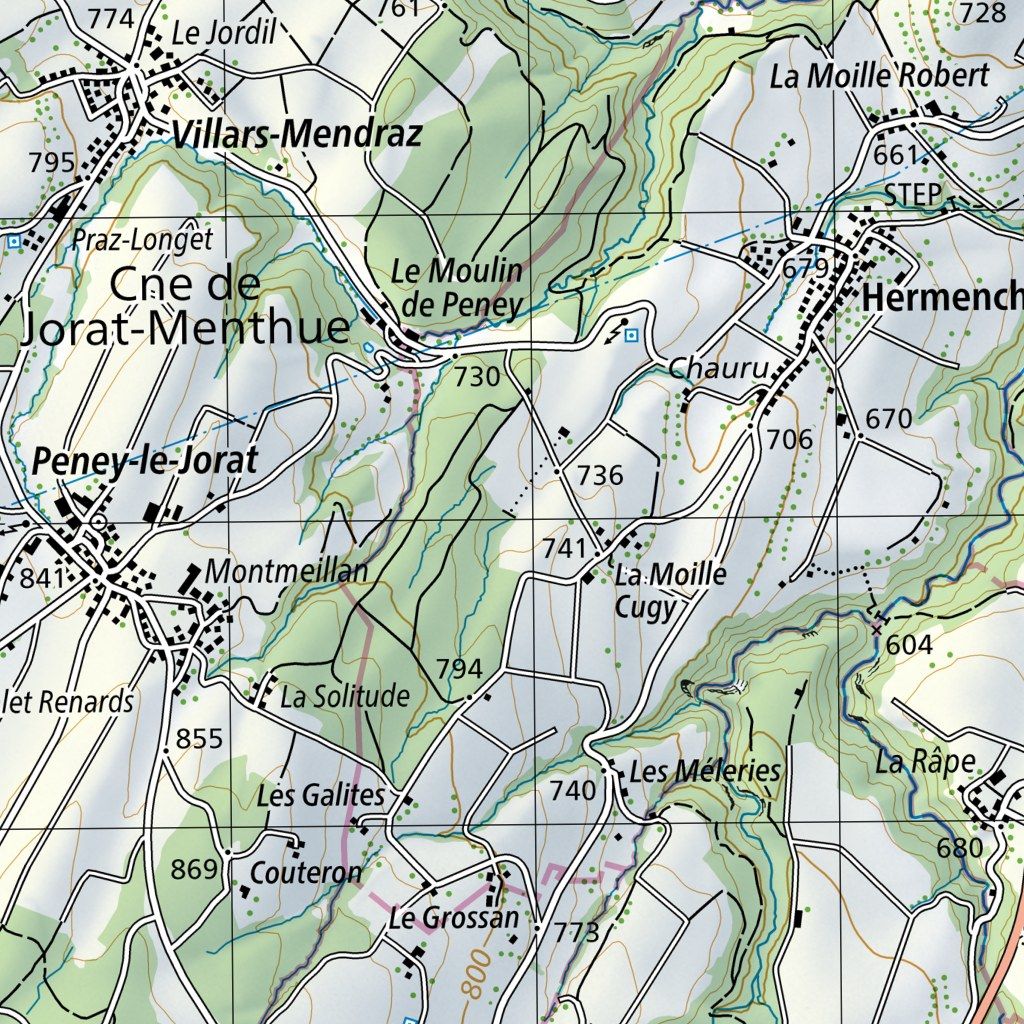 774
Le Jordil
761
728
La Moille Robert
Villars-Mendraz
795
661
STEP
Praz-Longet
Le Moulin
de Peney
679
Cne de
Jorat-Menthue
Hermench
730
Chauru
706
670
Peney-le-Jorat
736
741
841
Montmeillan
La Moille
Cugy
604
794
let Renards
La Solitude
855
La Râpe
Les Méleries
740
Les Galites
680
869
Couteron
Le Grossan
773
800